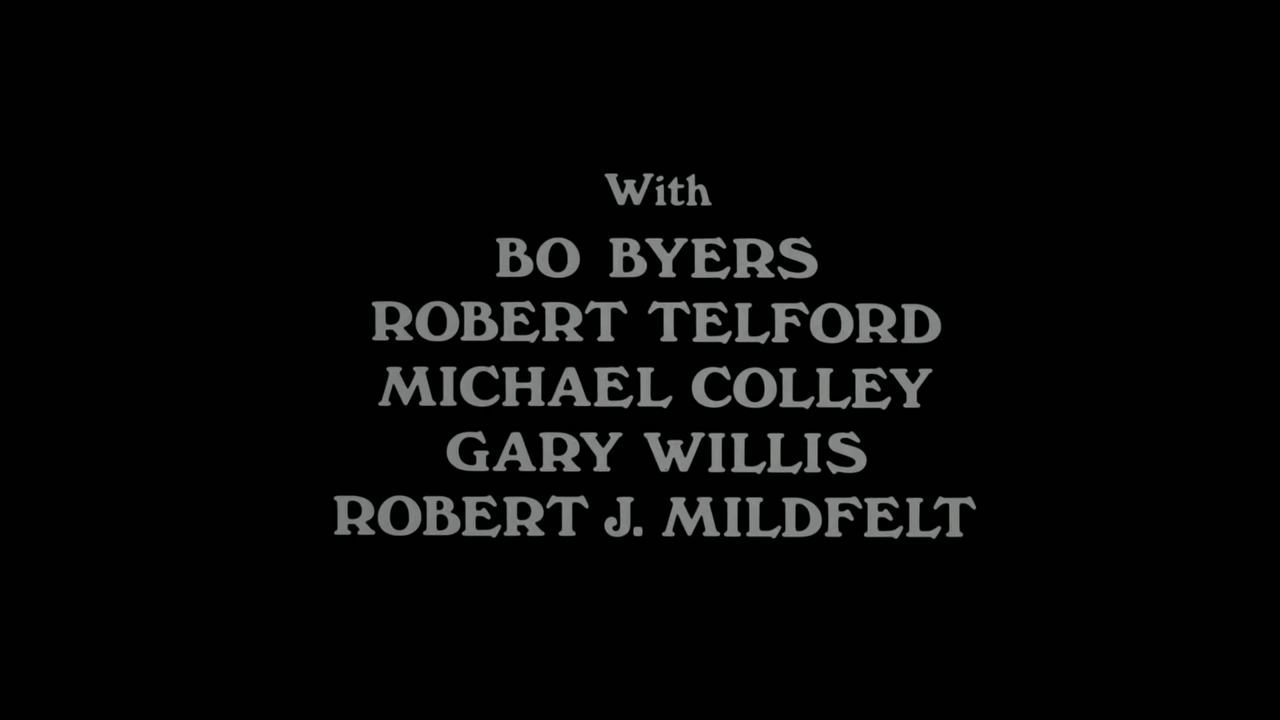 With
BO BYERS
ROBERT TELFORD
MICHAEL COLLEY
GARY WILLIS
ROBERT J. MILDFELT